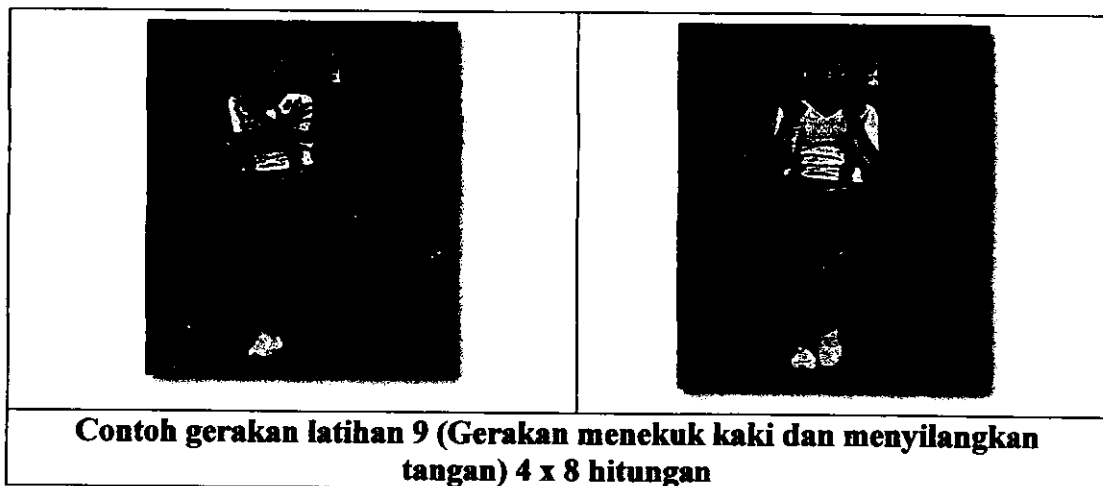 Contoh gerakan latihan 9 (Gerakan menekuk kaki dan menyilangkan
tangan) 4 x 8 hitungan